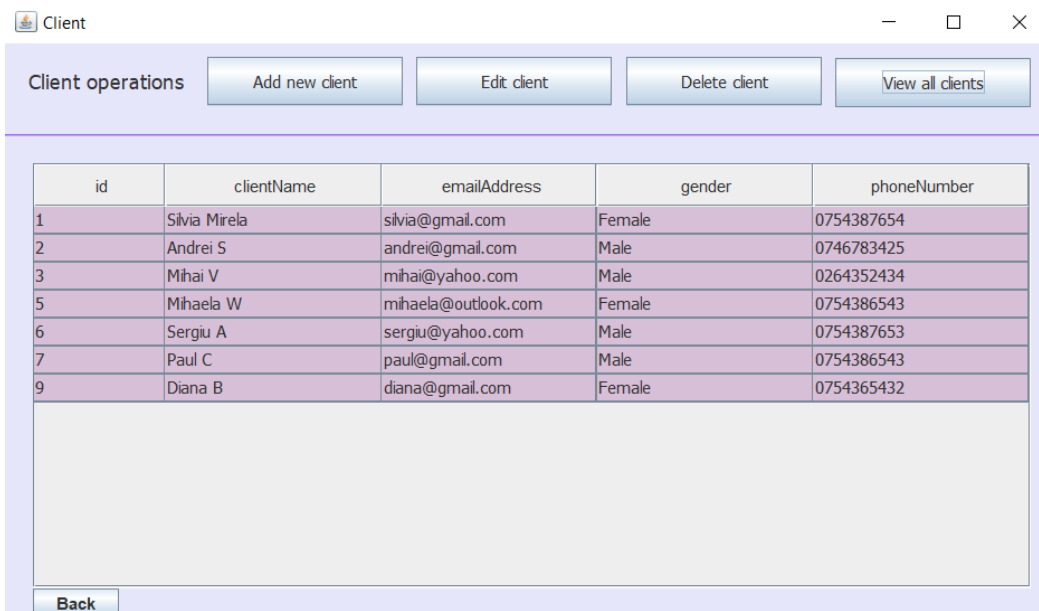 Client
Client operations Add new client Edit client Delete client View all clients
id clientName emailAddress gender phoneNumber
1 Silvia Mirela silvia@gmail.com Female 0754387654
2 Andrei S andrei@gmail.com Male 0746783425
3 Mihai V mihai@yahoo.com Male 0264352434
5 Mihaela W mihaela@outlook.com Female 0754386543
6 Sergiu A sergiu@yahoo.com Male 0754387653
7 Paul C paul@gmail.com Male 0754386543
9 Diana B diana@gmail.com Female 0754365432
Back